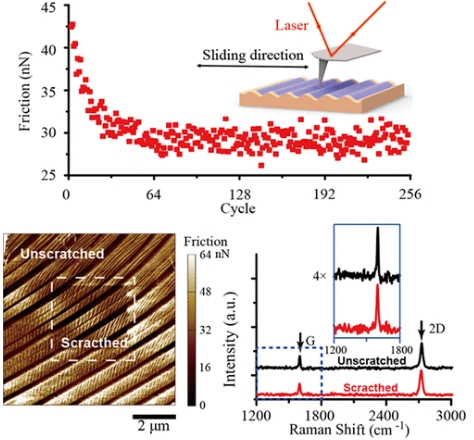 45
40
35
30
25
Friction (nN)
0
64
128
192
256
Cycle
Laser
Sliding direction
Unscratched
Scracthed
Friction
64 nN
48
32
16
0
2 μm
Intensity (a.u.)
4×
1200
1800
G
2D
Unscratched
Scracthed
1200
1800
2400
3000
Raman Shift (cm⁻¹)